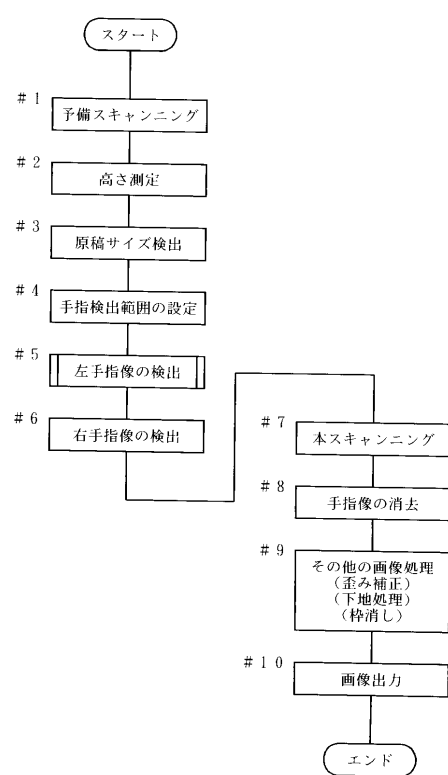 スタート
#1
予備スキャンニング
#2
高さ測定
#3
原稿サイズ検出
#4
手指検出範囲の設定
#5
左手指像の検出
#6
右手指像の検出
#7
本スキャンニング
#8
手指像の消去
#9
その他の画像処理
(歪み補正)
(下地処理)
(枠消し)
#10
画像出力
エンド